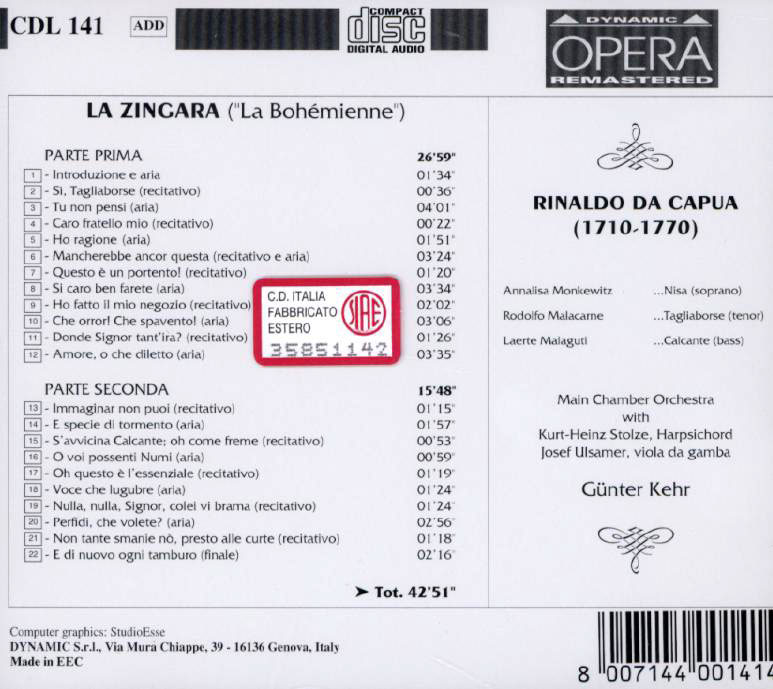 CDL 141
ADD
COMPACT
disc
DIGITAL AUDIO
DYNAMIC
OPERA
REMASTERED
LA ZINGARA ("La Bohémienne")
PARTE PRIMA 26'59"
1 - Introduzione e aria 01'34"
2 - Sì, Tagliaborse (recitativo) 00'36"
3 - Tu non pensi (aria) 04'01"
4 - Caro fratello mio (recitativo) 00'22"
5 - Ho ragione (aria) 01'51"
6 - Mancherebbe ancor questa (recitativo e aria) 03'24"
7 - Questo è un portento! (recitativo) 01'20"
8 - Si caro ben farete (aria) 03'34"
9 - Ho fatto il mio negozio (recitativo) 02'02"
10 - Che orror! Che spavento! (aria) 03'06"
11 - Donde Signor tant'ira? (recitativo) 01'26"
12 - Amore, o che diletto (aria) 03'35"
C.D. ITALIA
FABBRICATO
ESTERO
SIAE
35851142
PARTE SECONDA 15'48"
13 - Immaginar non puoi (recitativo) 01'15"
14 - E specie di tormento (aria) 01'57"
15 - S'avvicina Calcante; oh come freme (recitativo) 00'53"
16 - O voi possenti Numi (aria) 00'59"
17 - Oh questo è l'essenziale (recitativo) 01'19"
18 - Voce che lugubre (aria) 01'24"
19 - Nulla, nulla, Signor, colei vi brama (recitativo) 01'24"
20 - Perfidi, che volete? (aria) 02'56"
21 - Non tante smanie nò, presto alle curte (recitativo) 01'18"
22 - E di nuovo ogni tamburo (finale) 02'16"
➤ Tot. 42'51"
RINALDO DA CAPUA
(1710-1770)
Annalisa Monkewitz ...Nisa (soprano)
Rodolfo Malacarne ...Tagliaborse (tenor)
Laerte Malaguti ...Calcante (bass)
Main Chamber Orchestra
with
Kurt-Heinz Stolze, Harpsichord
Josef Ulsamer, viola da gamba
Günter Kehr
Computer graphics: StudioEsse
DYNAMIC S.r.l., Via Mura Chiappe, 39 - 16136 Genova, Italy
Made in EEC
8 007144 001414